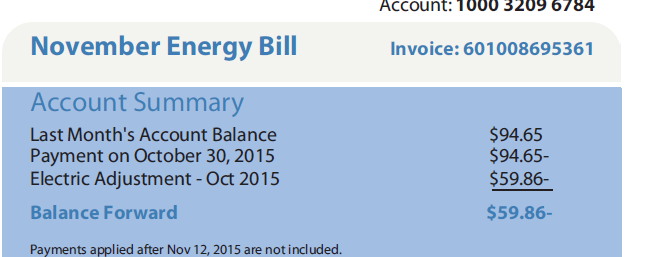 Account: 1000 3209 6784
November Energy Bill Invoice: 601008695361
Account Summary
Last Month's Account Balance $94.65
Payment on October 30, 2015 $94.65-
Electric Adjustment - Oct 2015 $59.86-
Balance Forward $59.86-
Payments applied after Nov 12, 2015 are not included.